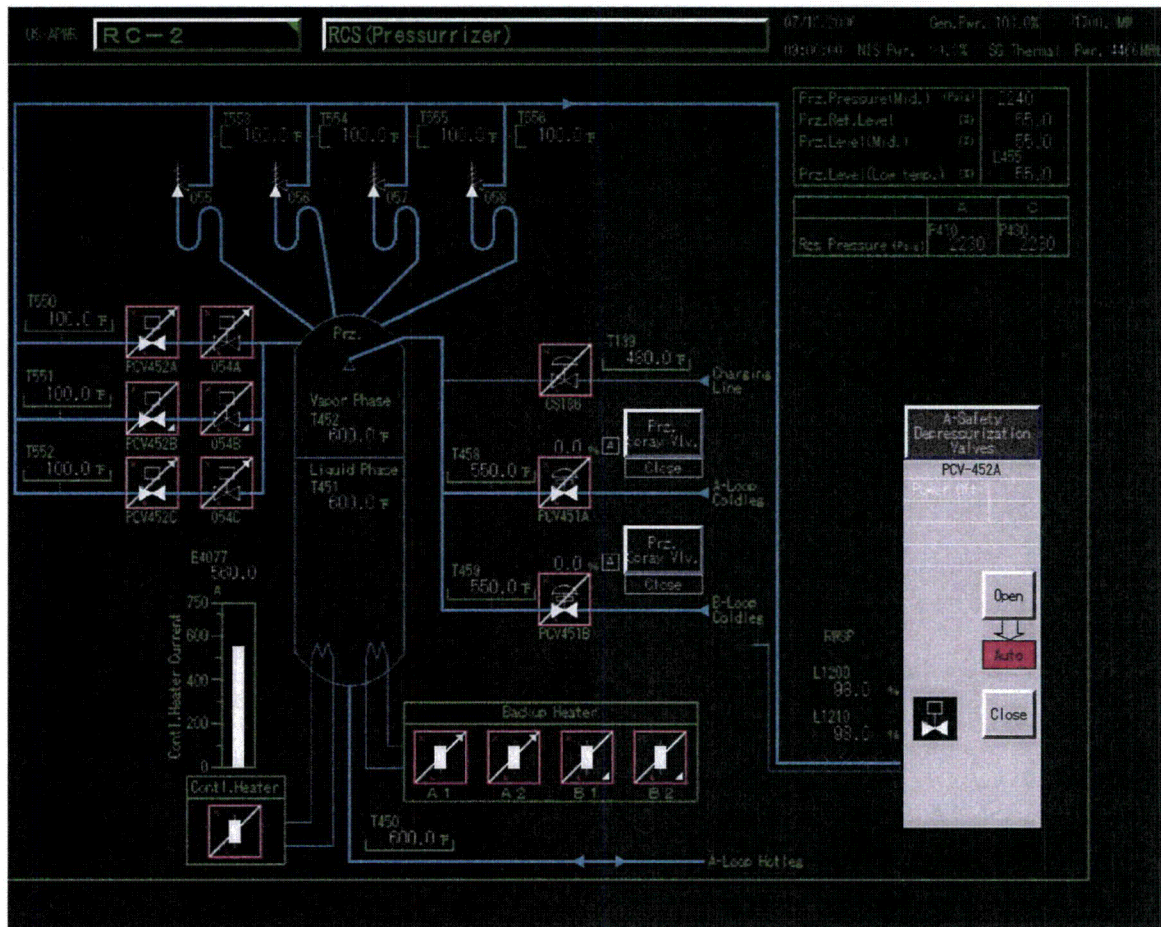 US-APWR
RC-2
RCS(Pressurrizer)
Gen.Pwr.
NIS Pwr.
SG Thermal Pwr.
Prz.Pressure(Mid.) (Psia) 2240
Prz.Ref.Level (%) 55.0
Prz.Level(Mid.) (%) 55.0
L455
Prz.Level(Low temp.) (%) 55.0
A C
P410 P430
Rcs Pressure (Psia) 2230 2230
T553 T554 T555 T556
100.0 °F 100.0 °F 100.0 °F 100.0 °F
055 056 057 058
T550
100.0 °F
PCV452A 054A
T551
100.0 °F
PCV452B 054B
T552
100.0 °F
PCV452C 054C
Prz.
Vapor Phase
T452
600.0 °F
Liquid Phase
T451
600.0 °F
T199
480.0 °F
Charging
Line
CS186
0.0 % A
Prz.
Spray Vlv.
Close
T458
550.0 °F
A-Loop
Coldleg
PCV451A
0.0 % A
Prz.
Spray Vlv.
Close
T459
550.0 °F
B-Loop
Coldleg
PCV451B
E4077
560.0
A
750
600
400
200
0
Contl.Heater Current
Contl.Heater
Backup Heater
A1 A2 B1 B2
T450
600.0 °F
A-Loop Hotleg
RWSP
L1200
98.0 %
L1210
98.0 %
A-Safety
Depressurization
Valves
PCV-452A
Open
Auto
Close